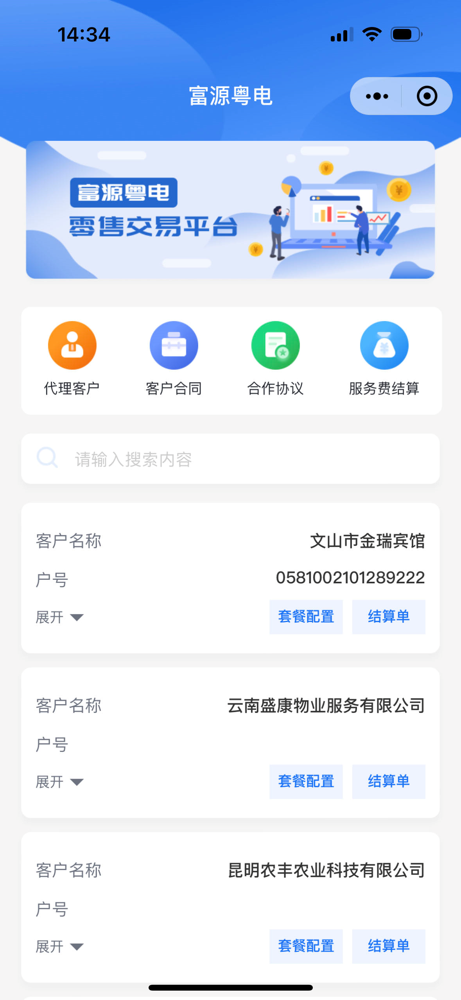 14:34
富源粤电
富源粤电
零售交易平台
代理客户 客户合同 合作协议 服务费结算
请输入搜索内容
客户名称 文山市金瑞宾馆
户号 0581002101289222
展开 套餐配置 结算单
客户名称 云南盛康物业服务有限公司
户号
展开 套餐配置 结算单
客户名称 昆明农丰农业科技有限公司
户号
展开 套餐配置 结算单